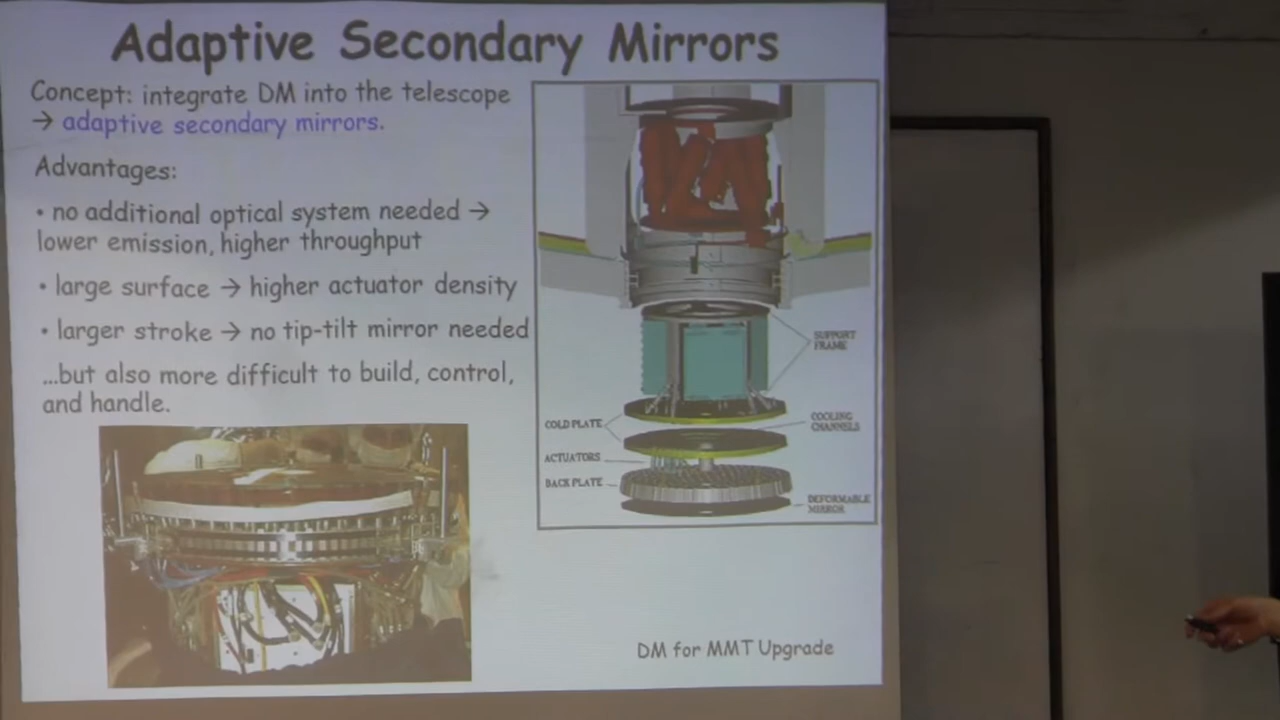 Adaptive Secondary Mirrors
Concept: integrate DM into the telescope
→ adaptive secondary mirrors.
Advantages:
• no additional optical system needed →
lower emission, higher throughput
• large surface → higher actuator density
• larger stroke → no tip-tilt mirror needed
...but also more difficult to build, control,
and handle.
SUPPORT
FRAME
COLD PLATE
COOLING
CHANNELS
ACTUATORS
BACK PLATE
DEFORMABLE
MIRROR
DM for MMT Upgrade